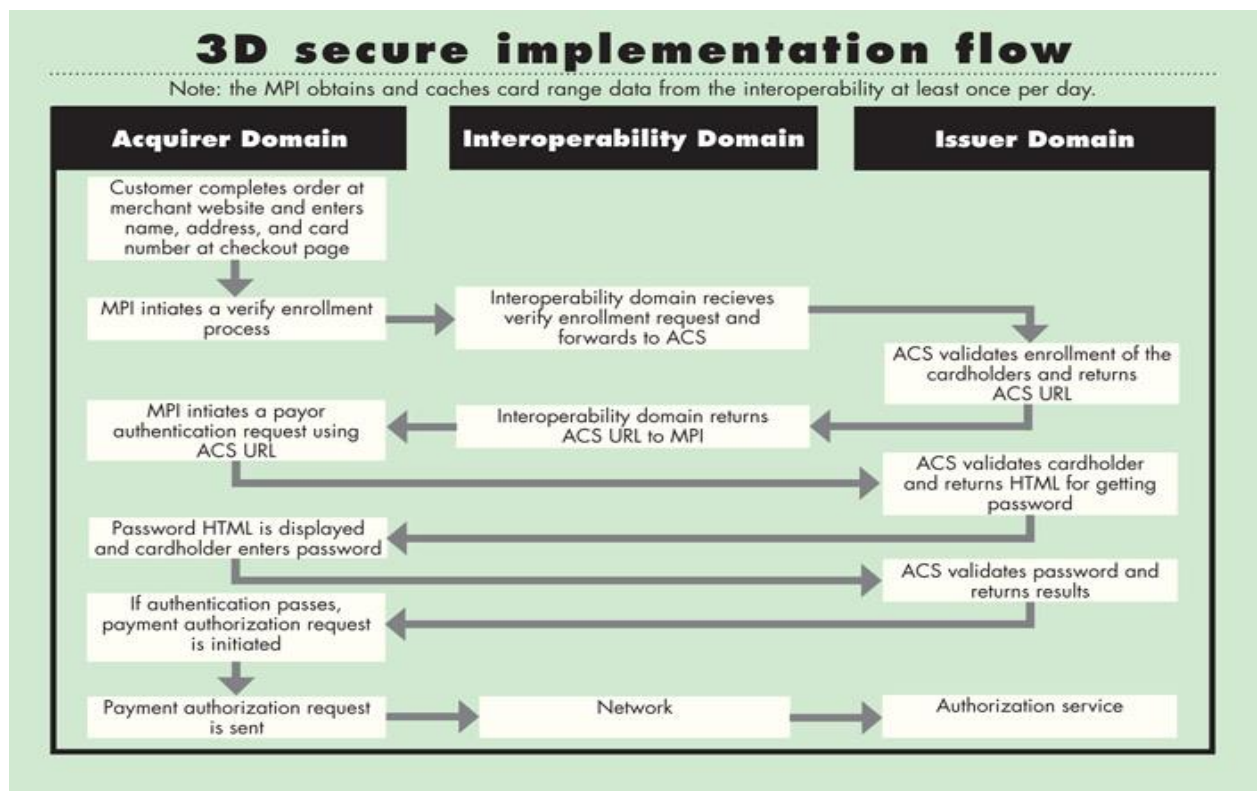 3D secure implementation flow
Note: the MPI obtains and caches card range data from the interoperability at least once per day.
Acquirer Domain
Interoperability Domain
Issuer Domain
Customer completes order at
merchant website and enters
name, address, and card
number at checkout page
MPI intiates a verify enrollment
process
Interoperability domain recieves
verify enrollment request and
forwards to ACS
ACS validates enrollment of the
cardholders and returns
ACS URL
Interoperability domain returns
ACS URL to MPI
MPI intiates a payor
authentication request using
ACS URL
ACS validates cardholder
and returns HTML for getting
password
Password HTML is displayed
and cardholder enters password
ACS validates password and
returns results
If authentication passes,
payment authorization request
is initiated
Payment authorization request
is sent
Network
Authorization service